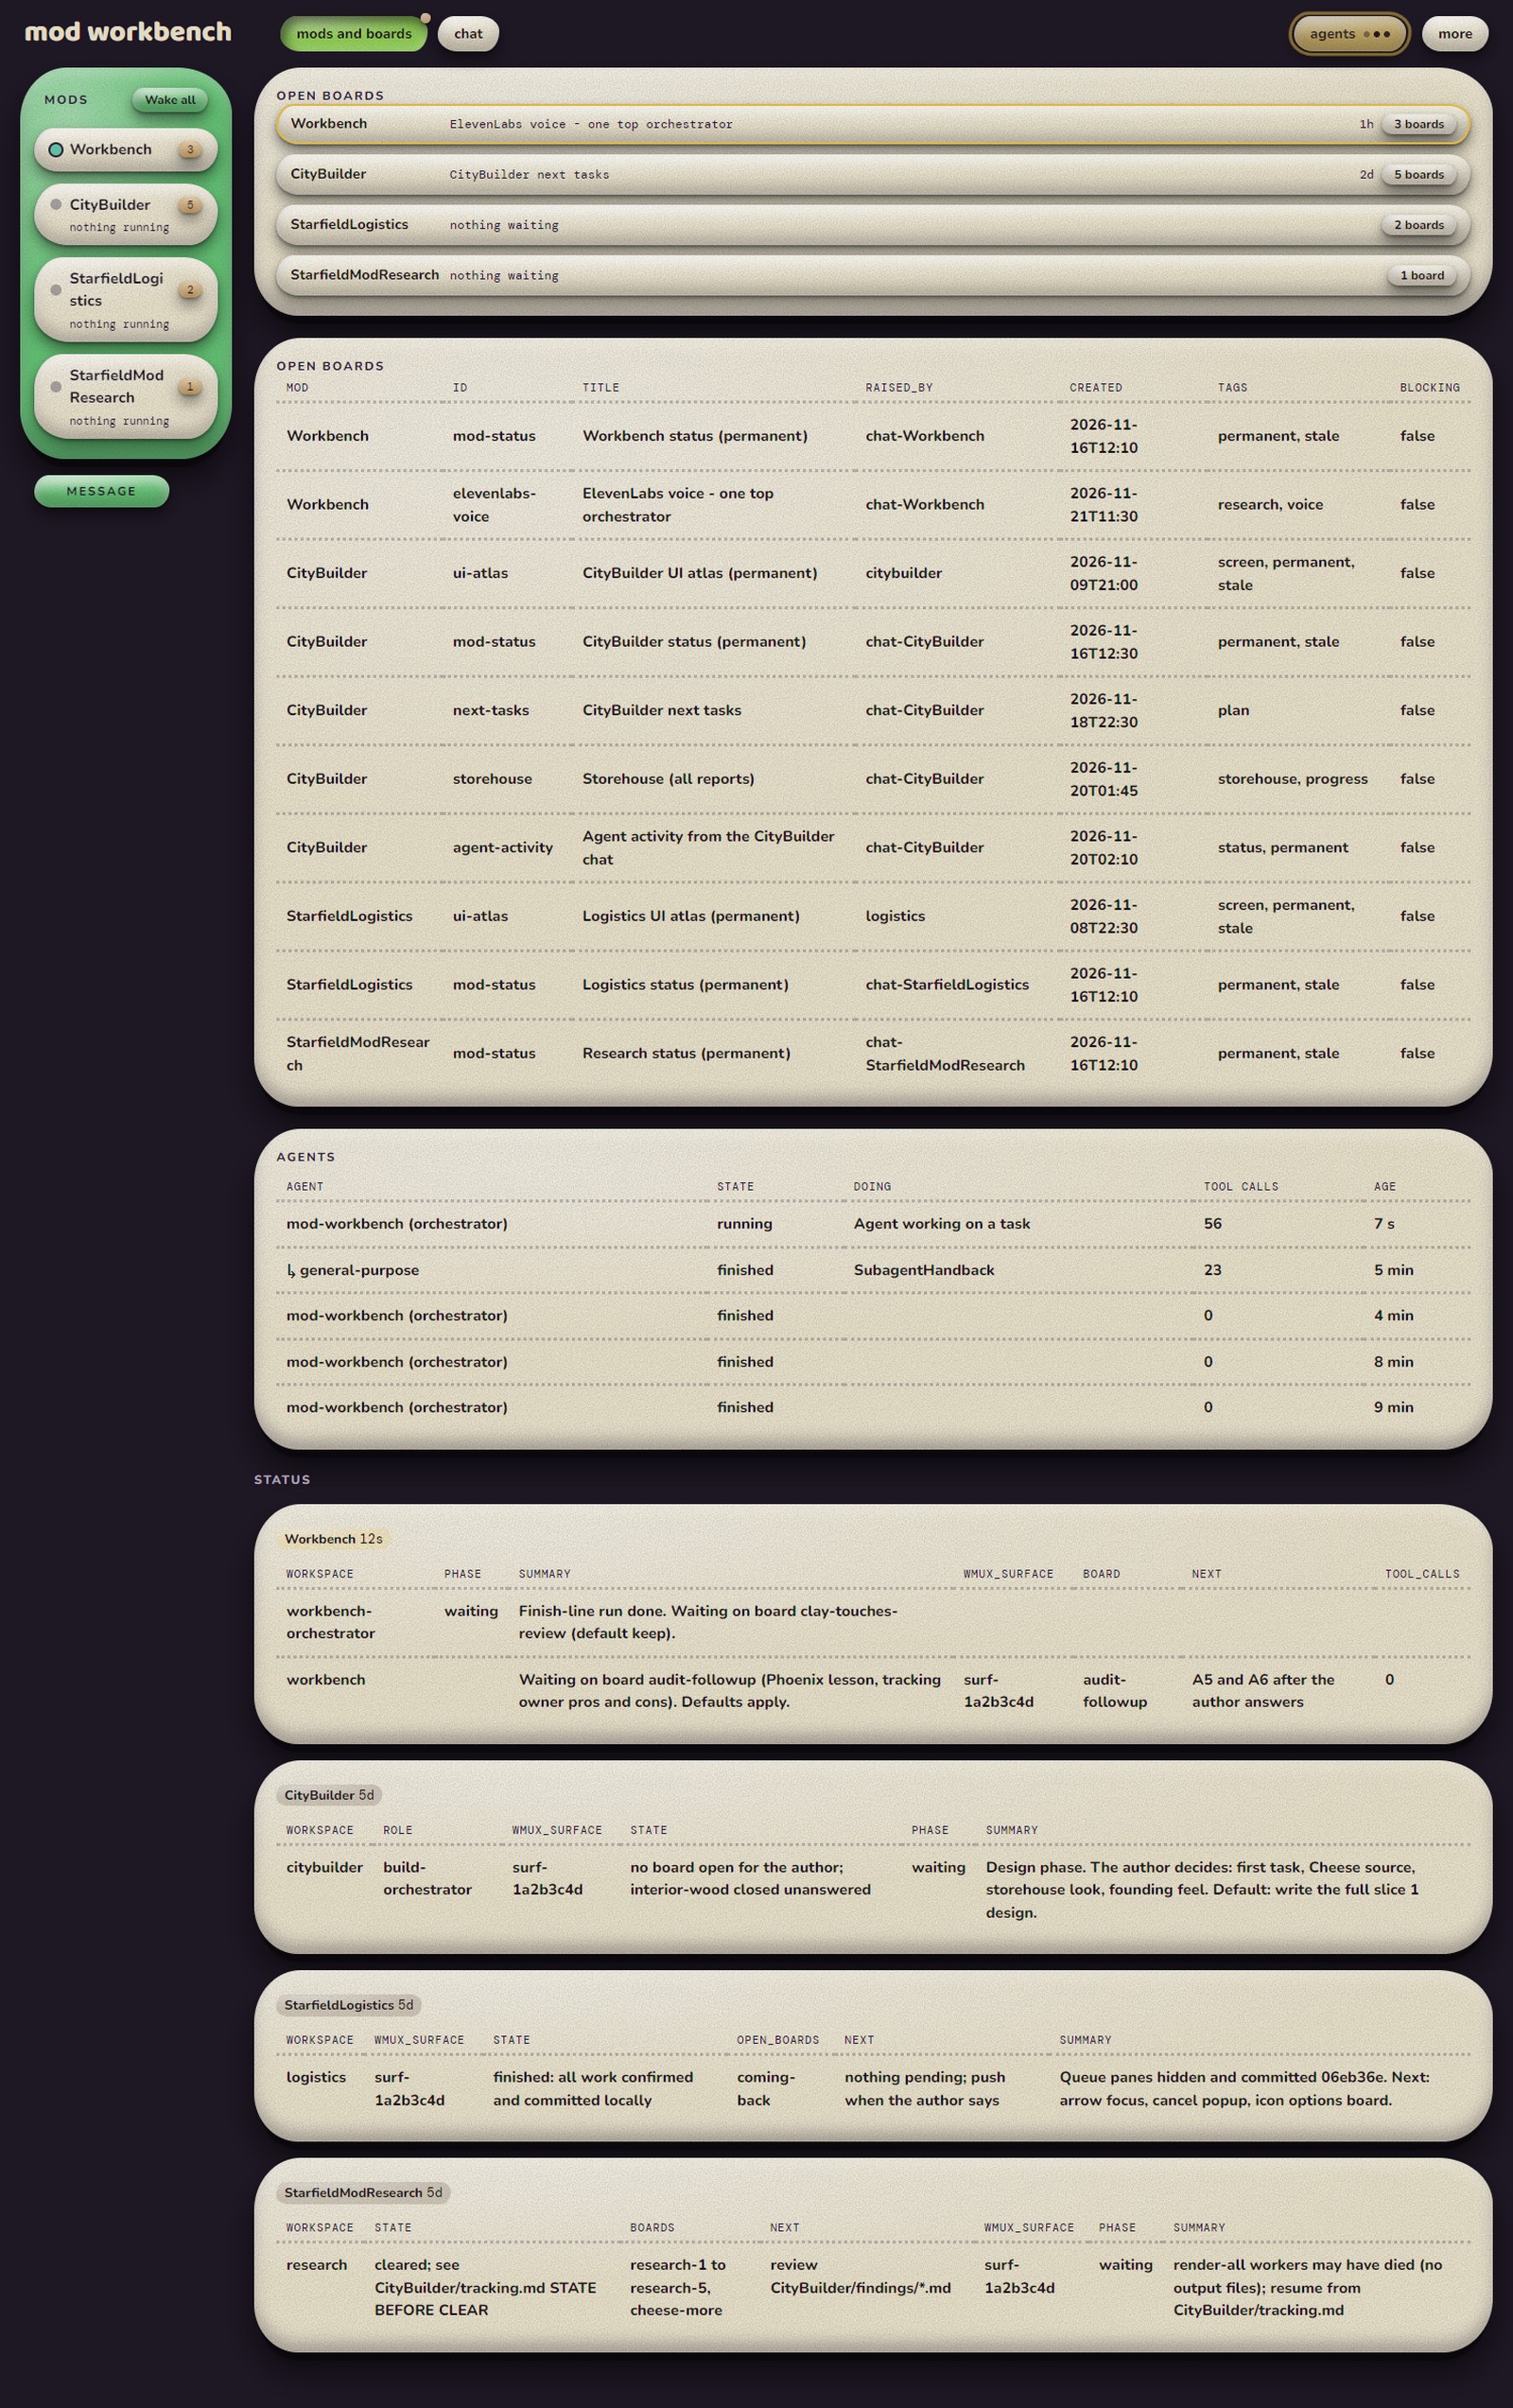 mod workbench
mods and boards
chat
agents
more
MODS
Wake all
Workbench 3
CityBuilder 5
nothing running
StarfieldLogi
stics 2
nothing running
StarfieldMod
Research 1
nothing running
MESSAGE
OPEN BOARDS
Workbench ElevenLabs voice - one top orchestrator 1h 3 boards
CityBuilder CityBuilder next tasks 2d 5 boards
StarfieldLogistics nothing waiting 2 boards
StarfieldModResearch nothing waiting 1 board
OPEN BOARDS
MOD ID TITLE RAISED_BY CREATED TAGS BLOCKING
Workbench mod-status Workbench status (permanent) chat-Workbench 2026-11-
16T12:10 permanent, stale false
Workbench elevenlabs-
voice ElevenLabs voice - one top
orchestrator chat-Workbench 2026-11-
21T11:30 research, voice false
CityBuilder ui-atlas CityBuilder UI atlas (permanent) citybuilder 2026-11-
09T21:00 screen, permanent,
stale false
CityBuilder mod-status CityBuilder status (permanent) chat-CityBuilder 2026-11-
16T12:30 permanent, stale false
CityBuilder next-tasks CityBuilder next tasks chat-CityBuilder 2026-11-
18T22:30 plan false
CityBuilder storehouse Storehouse (all reports) chat-CityBuilder 2026-11-
20T01:45 storehouse, progress false
CityBuilder agent-activity Agent activity from the CityBuilder
chat chat-CityBuilder 2026-11-
20T02:10 status, permanent false
StarfieldLogistics ui-atlas Logistics UI atlas (permanent) logistics 2026-11-
08T22:30 screen, permanent,
stale false
StarfieldLogistics mod-status Logistics status (permanent) chat-StarfieldLogistics 2026-11-
16T12:10 permanent, stale false
StarfieldModResear
ch mod-status Research status (permanent) chat-
StarfieldModResearch 2026-11-
16T12:10 permanent, stale false
AGENTS
AGENT STATE DOING TOOL CALLS AGE
mod-workbench (orchestrator) running Agent working on a task 56 7 s
↳ general-purpose finished SubagentHandback 23 5 min
mod-workbench (orchestrator) finished 0 4 min
mod-workbench (orchestrator) finished 0 8 min
mod-workbench (orchestrator) finished 0 9 min
STATUS
Workbench 12s
WORKSPACE PHASE SUMMARY WMUX_SURFACE BOARD NEXT TOOL_CALLS
workbench-
orchestrator waiting Finish-line run done. Waiting on board clay-touches-
review (default keep).
workbench Waiting on board audit-followup (Phoenix lesson, tracking
owner pros and cons). Defaults apply. surf-
1a2b3c4d audit-
followup A5 and A6 after the
author answers 0
CityBuilder 5d
WORKSPACE ROLE WMUX_SURFACE STATE PHASE SUMMARY
citybuilder build-
orchestrator surf-
1a2b3c4d no board open for the author;
interior-wood closed unanswered waiting Design phase. The author decides: first task, Cheese source,
storehouse look, founding feel. Default: write the full slice 1
design.
StarfieldLogistics 5d
WORKSPACE WMUX_SURFACE STATE OPEN_BOARDS NEXT SUMMARY
logistics surf-
1a2b3c4d finished: all work confirmed
and committed locally coming-
back nothing pending; push
when the author says Queue panes hidden and committed 06eb36e. Next:
arrow focus, cancel popup, icon options board.
StarfieldModResearch 5d
WORKSPACE STATE BOARDS NEXT WMUX_SURFACE PHASE SUMMARY
research cleared; see
CityBuilder/tracking.md STATE
BEFORE CLEAR research-1 to
research-5,
cheese-more review
CityBuilder/findings/*.md surf-
1a2b3c4d waiting render-all workers may have died (no
output files); resume from
CityBuilder/tracking.md